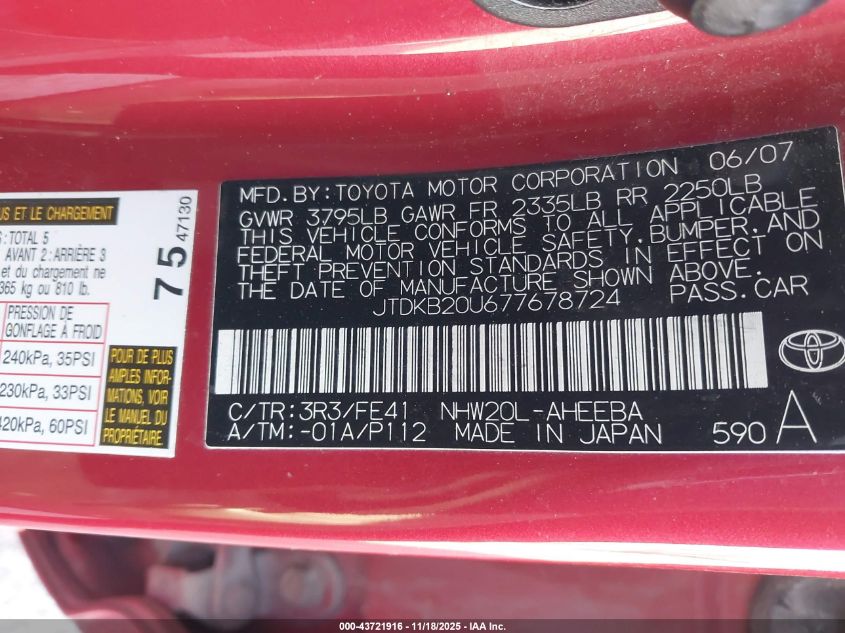 US ET LE CHARGEMENT
: TOTAL 5
AVANT 2: ARRIÈRE 3
et du chargement ne
365 kg ou 810 lb.
PRESSION DE
GONFLAGE À FROID
240kPa, 35PSI
230kPa, 33PSI
420kPa, 60PSI
7 5 47130
POUR DE PLUS
AMPLES INFOR-
MATIONS, VOIR
LE MANUEL DU
PROPRIÉTAIRE.
MFD.BY:TOYOTA MOTOR CORPORATION 06/07
GVWR 3795LB GAWR FR 2335LB RR 2250LB
THIS VEHICLE CONFORMS TO ALL APPLICABLE
FEDERAL MOTOR VEHICLE SAFETY,BUMPER,AND
THEFT PREVENTION STANDARDS IN EFFECT ON
THE DATE OF MANUFACTURE SHOWN ABOVE.
JTDKB20U677678724 PASS.CAR
C/TR:3R3/FE41 NHW20L-AHEEBA
A/TM:-01A/P112 MADE IN JAPAN 590 A
TOYOTA
000-43721916 - 11/18/2025 - IAA Inc.